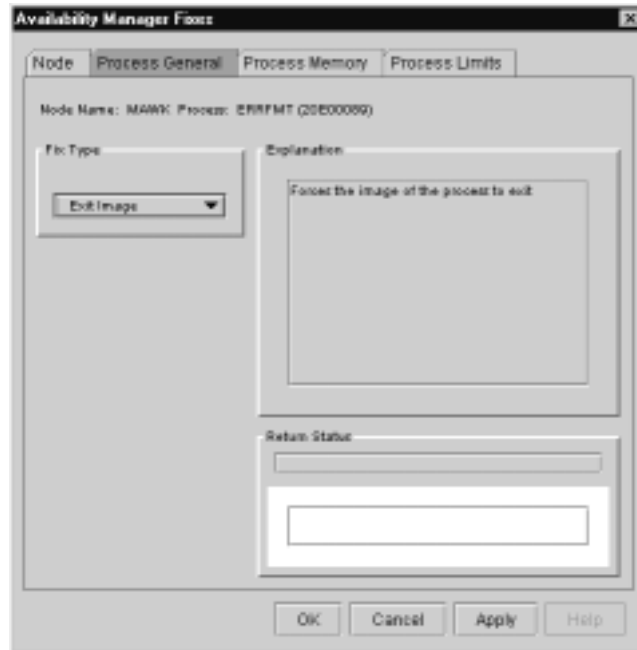 Availability Manager Fixes
Node Process General Process Memory Process Limits
Node Name: MAWK Process: ERRFMT (20E00089)
Fix Type
Exit Image
Explanation
Forces the image of the process to exit
Return Status
OK Cancel Apply Help